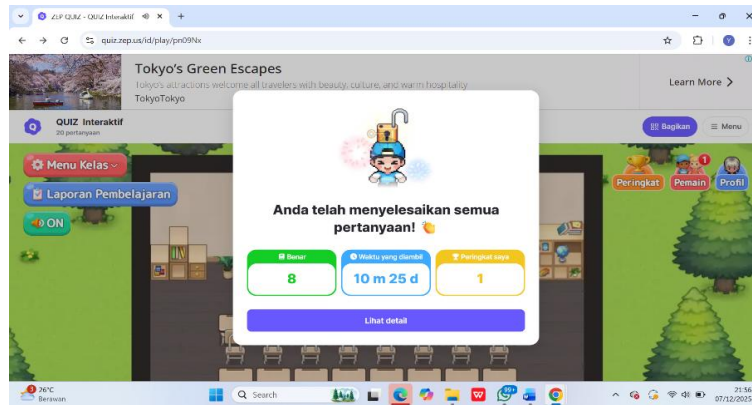 ZEP QUIZ - QUIZ Interaktif
quiz.zep.us/id/play/pn09Nx
Tokyo's Green Escapes
Tokyo's attractions welcome all travelers with beauty, culture, and warm hospitality
TokyoTokyo
Learn More
QUIZ Interaktif
20 pertanyaan
Bagikan
Menu
Menu Kelas
Laporan Pembelajaran
ON
Peringkat
Pemain
1
Profil
Anda telah menyelesaikan semua
pertanyaan!
Benar
8
Waktu yang diambil
10 m 25 d
Peringkat saya
1
Lihat detail
3
26°C
Berawan
Search
99+
21:56
07/12/2025